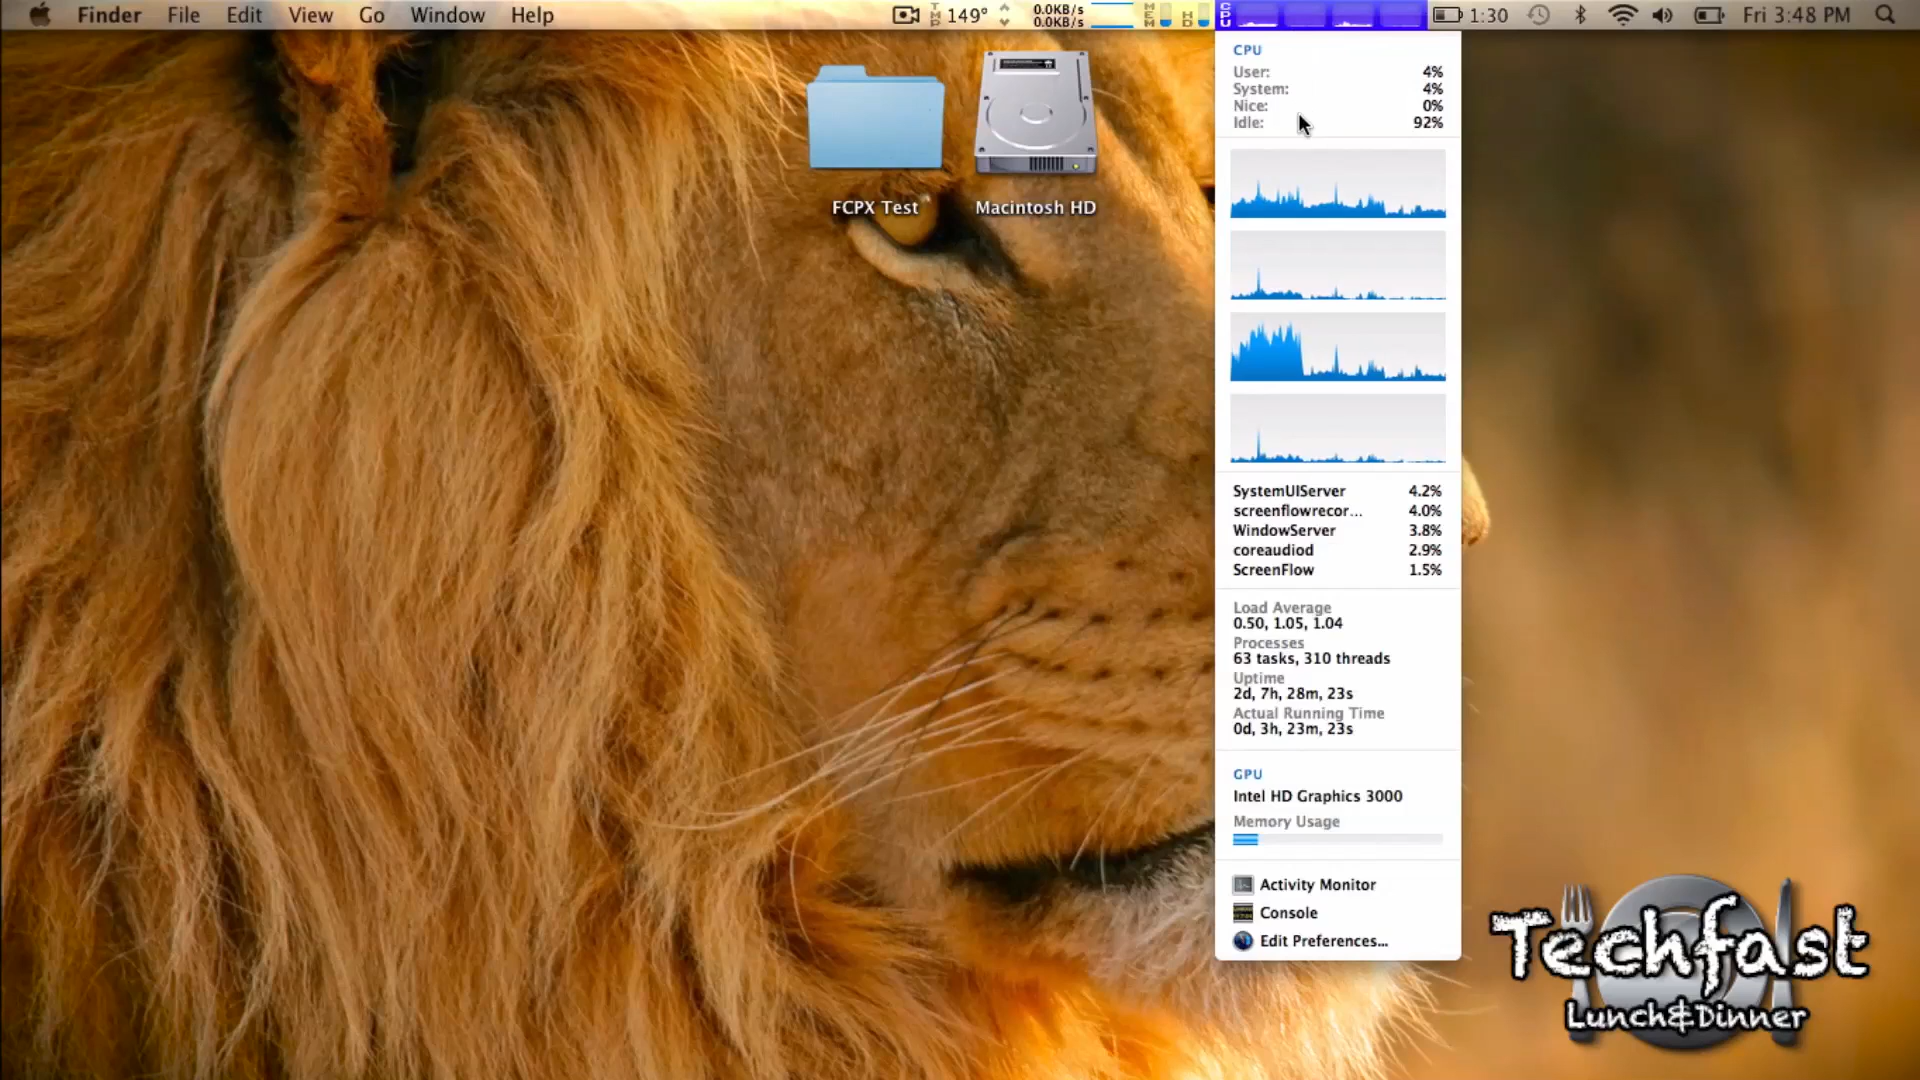 Finder File Edit View Go Window Help TMP 149° 0.0KB/s 0.0KB/s MEM HD CPU 1:30 Fri 3:48 PM
FCPX Test
Macintosh HD
CPU
User: 4%
System: 4%
Nice: 0%
Idle: 92%
SystemUIServer 4.2%
screenflowrecor... 4.0%
WindowServer 3.8%
coreaudiod 2.9%
ScreenFlow 1.5%
Load Average
0.50, 1.05, 1.04
Processes
63 tasks, 310 threads
Uptime
2d, 7h, 28m, 23s
Actual Running Time
0d, 3h, 23m, 23s
GPU
Intel HD Graphics 3000
Memory Usage
Activity Monitor
Console
Edit Preferences...
Techfast
Lunch&Dinner